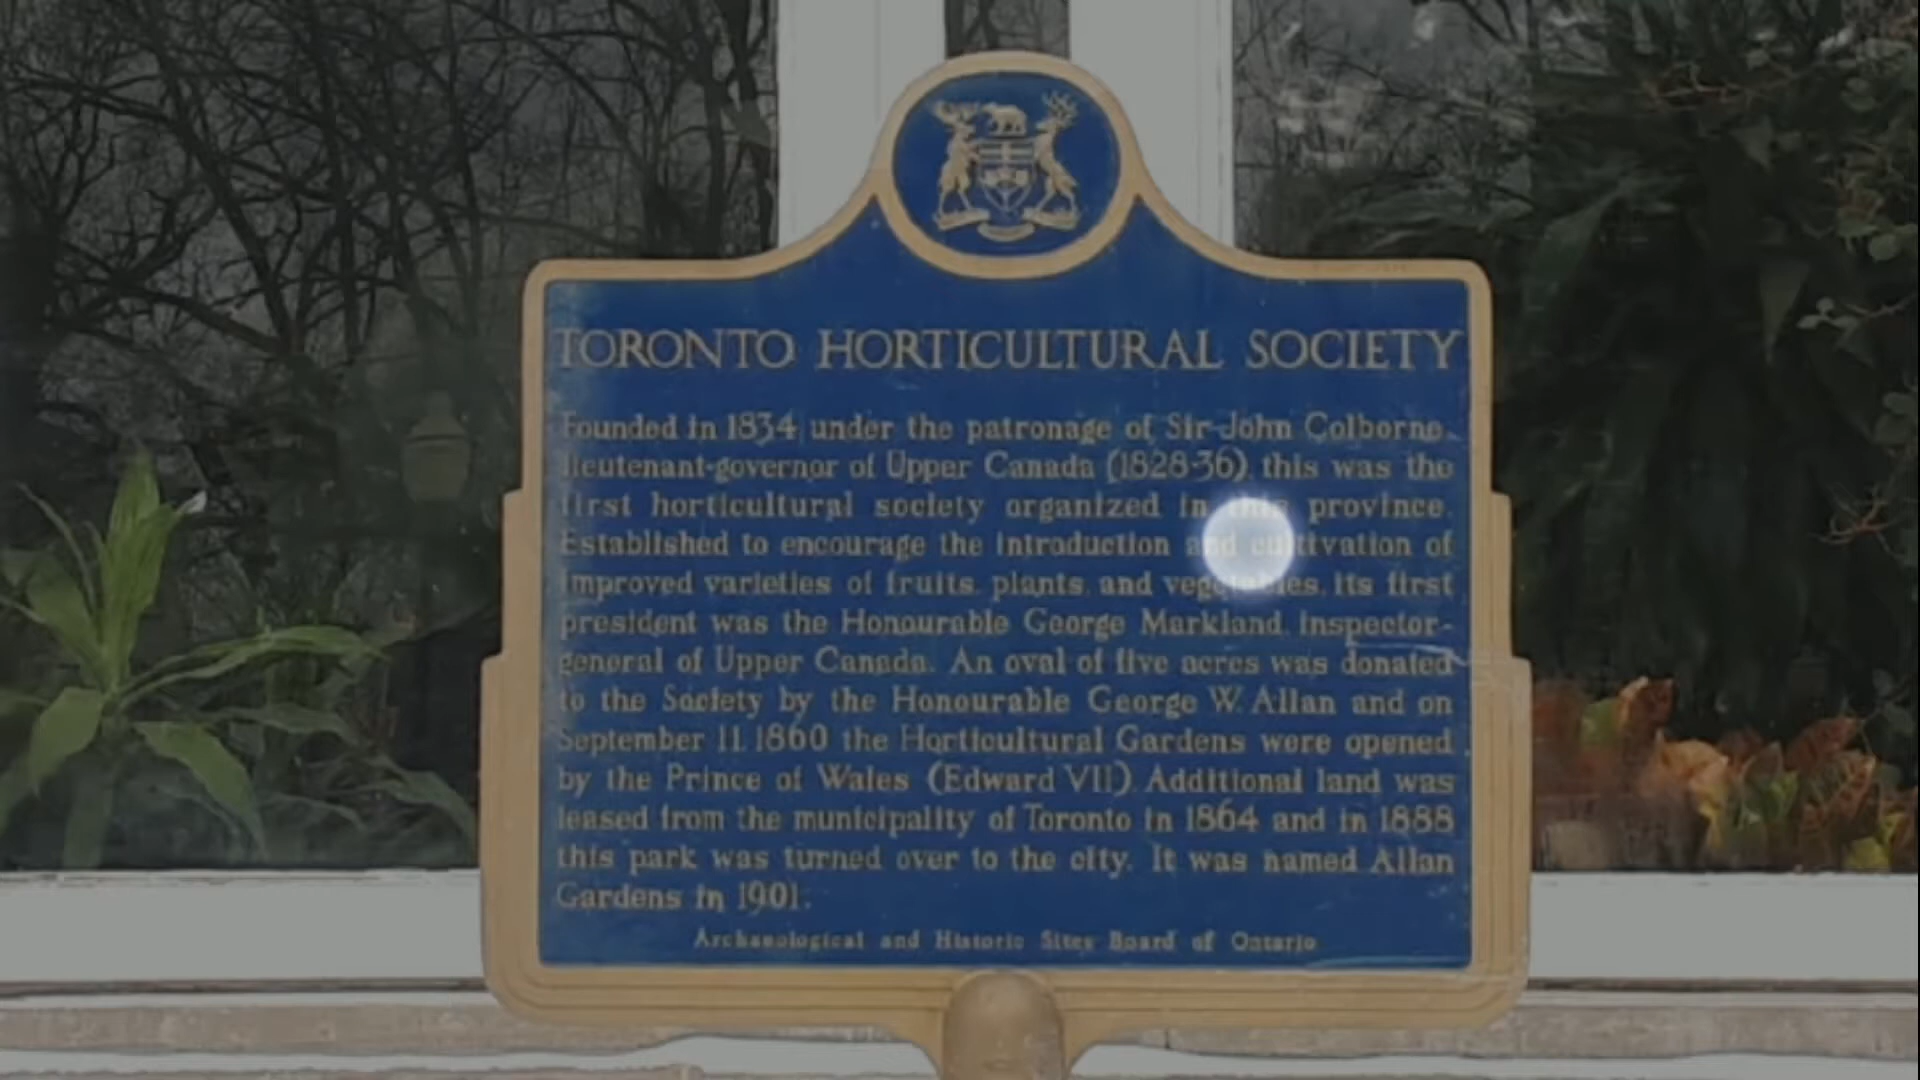 TORONTO HORTICULTURAL SOCIETY
Founded in 1834 under the patronage of Sir John Colborne,
lieutenant-governor of Upper Canada (1828-36), this was the
first horticultural society organized in this province.
Established to encourage the introduction and cultivation of
improved varieties of fruits, plants, and vegetables, its first
president was the Honourable George Markland, Inspector-
general of Upper Canada. An oval of five acres was donated
to the Society by the Honourable George W. Allan and on
September 11, 1860 the Horticultural Gardens were opened
by the Prince of Wales (Edward VII). Additional land was
leased from the municipality of Toronto in 1864 and in 1888
this park was turned over to the city. It was named Allan
Gardens in 1901.
Archaeological and Historic Sites Board of Ontario